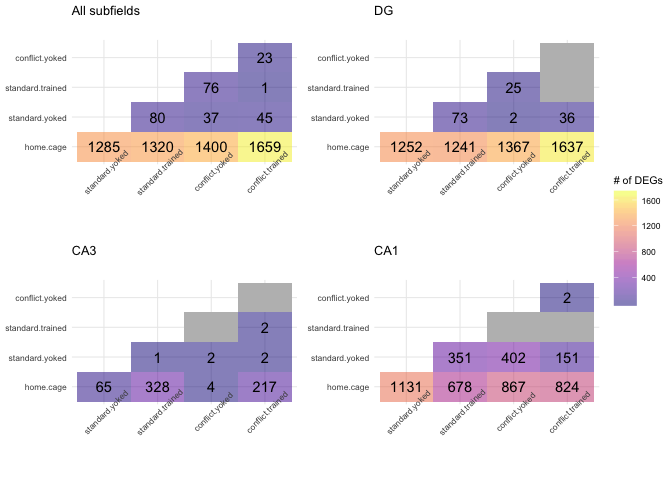 All subfields
conflict.yoked 23
standard.trained 76 1
standard.yoked 80 37 45
home.cage 1285 1320 1400 1659
standard.yoked standard.trained conflict.yoked conflict.trained
DG
conflict.yoked
standard.trained 25
standard.yoked 73 2 36
home.cage 1252 1241 1367 1637
standard.yoked standard.trained conflict.yoked conflict.trained
# of DEGs
1600
1200
800
400
CA3
conflict.yoked
standard.trained 2
standard.yoked 1 2 2
home.cage 65 328 4 217
standard.yoked standard.trained conflict.yoked conflict.trained
CA1
conflict.yoked 2
standard.trained
standard.yoked 351 402 151
home.cage 1131 678 867 824
standard.yoked standard.trained conflict.yoked conflict.trained